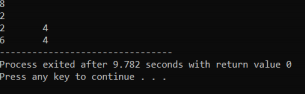 8
2
2 4
6 4
--------------------------------
Process exited after 9.782 seconds with return value 0
Press any key to continue . . .